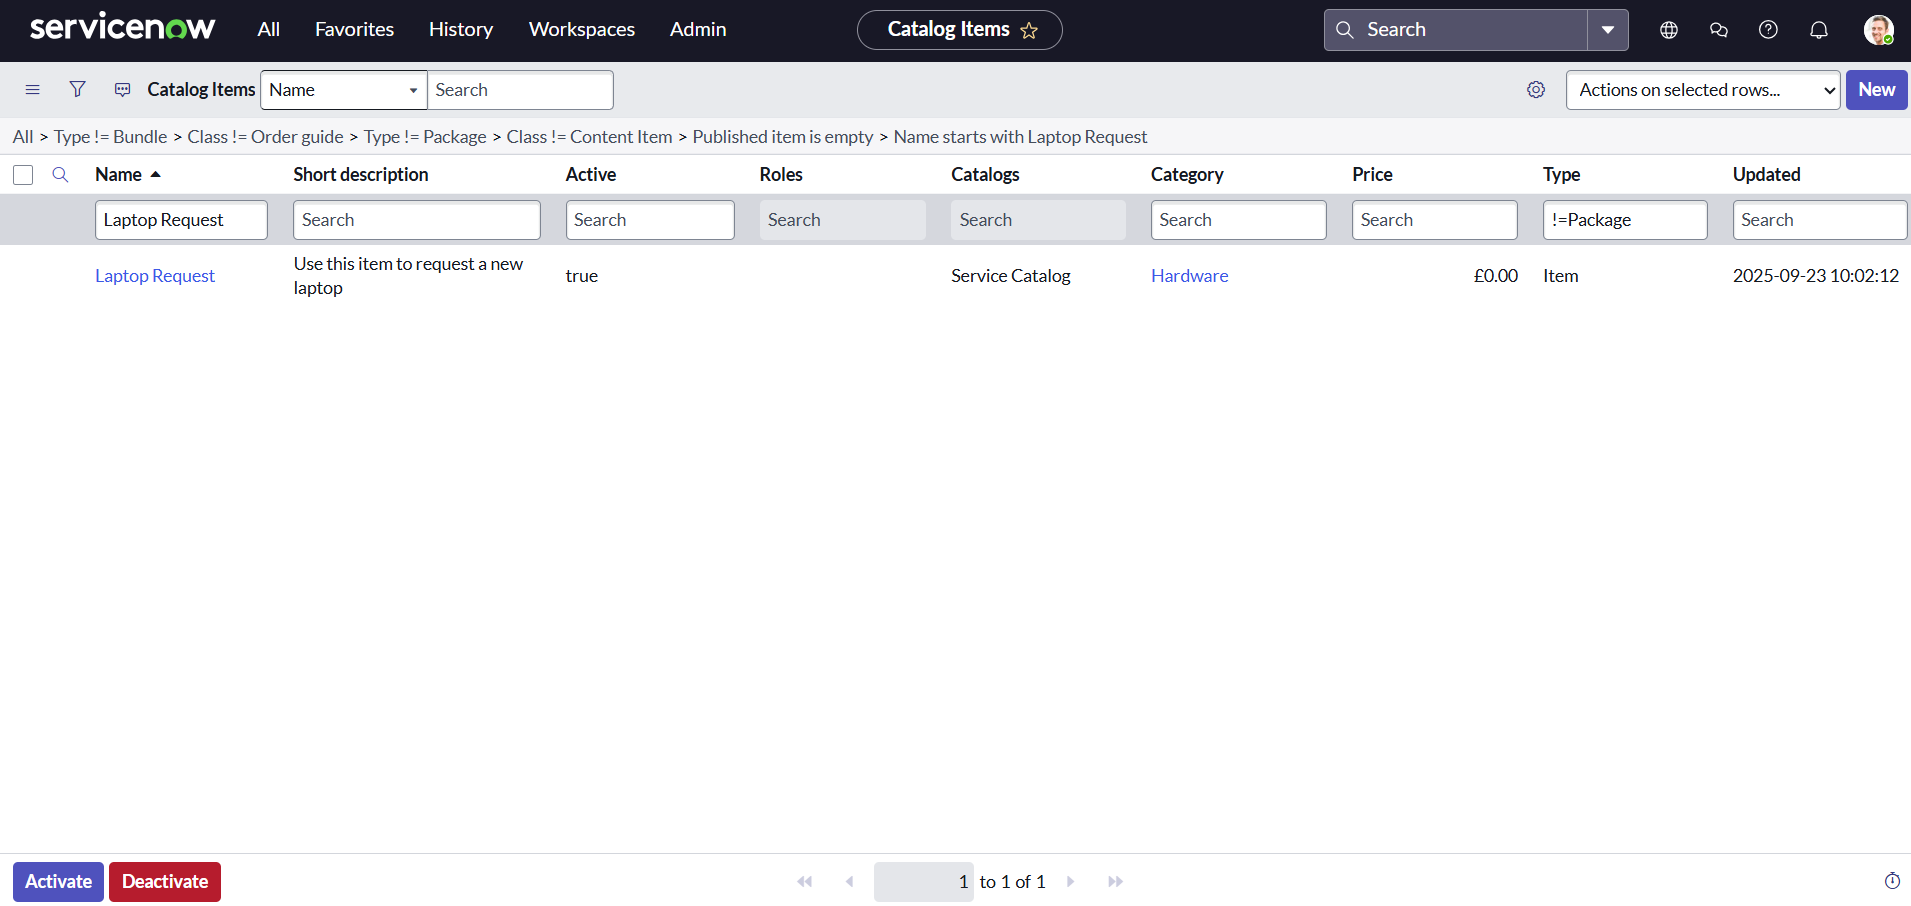 servicenow All Favorites History Workspaces Admin Catalog Items Search
Catalog Items Name Search Actions on selected rows... New
All > Type != Bundle > Class != Order guide > Type != Package > Class != Content Item > Published item is empty > Name starts with Laptop Request
Name Short description Active Roles Catalogs Category Price Type Updated
Laptop Request Search Search Search Search Search Search !=Package Search
Laptop Request Use this item to request a new true Service Catalog Hardware £0.00 Item 2025-09-23 10:02:12
laptop
Activate Deactivate 1 to 1 of 1